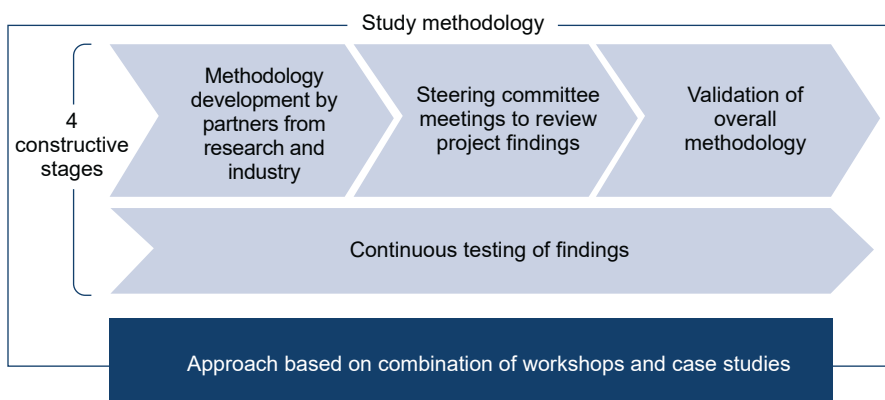 Study methodology
4
constructive
stages
Methodology
development by
partners from
research and
industry
Steering committee
meetings to review
project findings
Validation of
overall
methodology
Continuous testing of findings
Approach based on combination of workshops and case studies